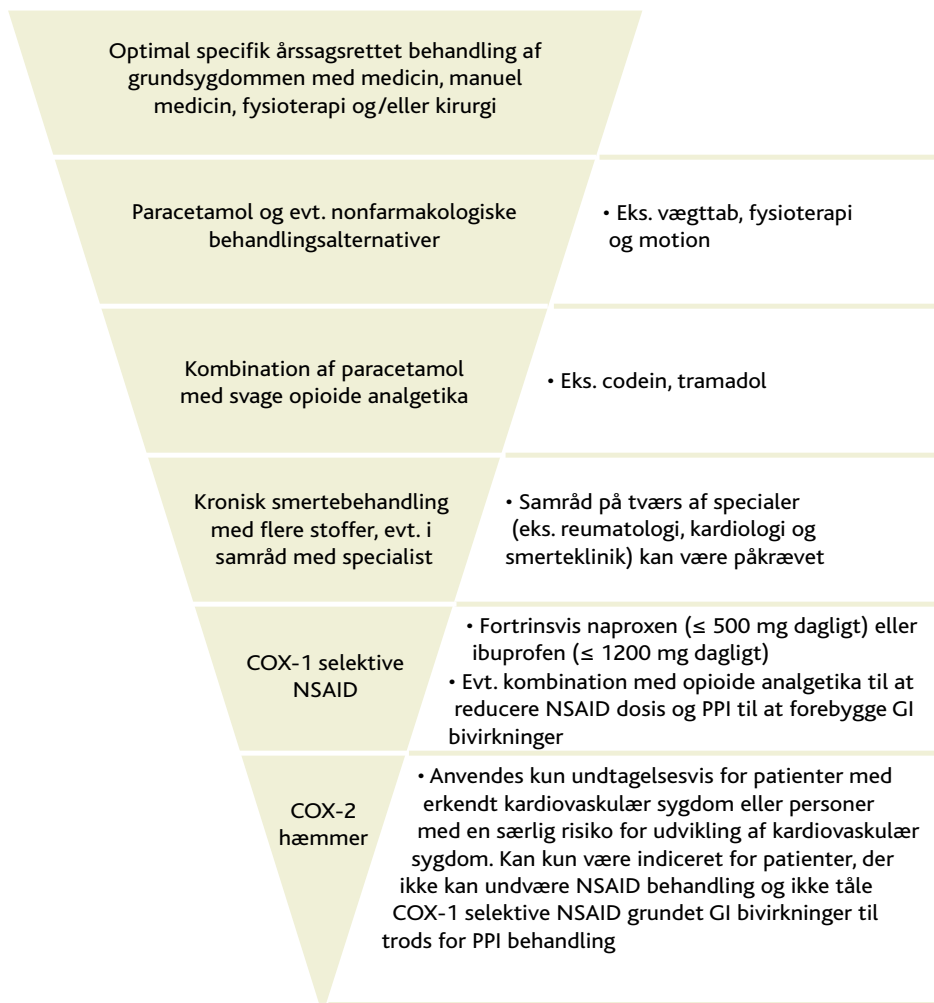 Optimal specifik årssagsrettet behandling af
grundsygdommen med medicin, manuel
medicin, fysioterapi og/eller kirurgi
Paracetamol og evt. nonfarmakologiske
behandlingsalternativer
• Eks. vægttab, fysioterapi
og motion
Kombination af paracetamol
med svage opioide analgetika
• Eks. codein, tramadol
Kronisk smertebehandling
med flere stoffer, evt. i
samråd med specialist
• Samråd på tværs af specialer
(eks. reumatologi, kardiologi og
smerteklinik) kan være påkrævet
COX-1 selektive
NSAID
• Fortrinsvis naproxen (≤ 500 mg dagligt) eller
ibuprofen (≤ 1200 mg dagligt)
• Evt. kombination med opioide analgetika til at
reducere NSAID dosis og PPI til at forebygge GI
bivirkninger
COX-2
hæmmer
• Anvendes kun undtagelsesvis for patienter med
erkendt kardiovaskulær sygdom eller personer
med en særlig risiko for udvikling af kardiovaskulær
sygdom. Kan kun være indiceret for patienter, der
ikke kan undvære NSAID behandling og ikke tåle
COX-1 selektive NSAID grundet GI bivirkninger til
trods for PPI behandling